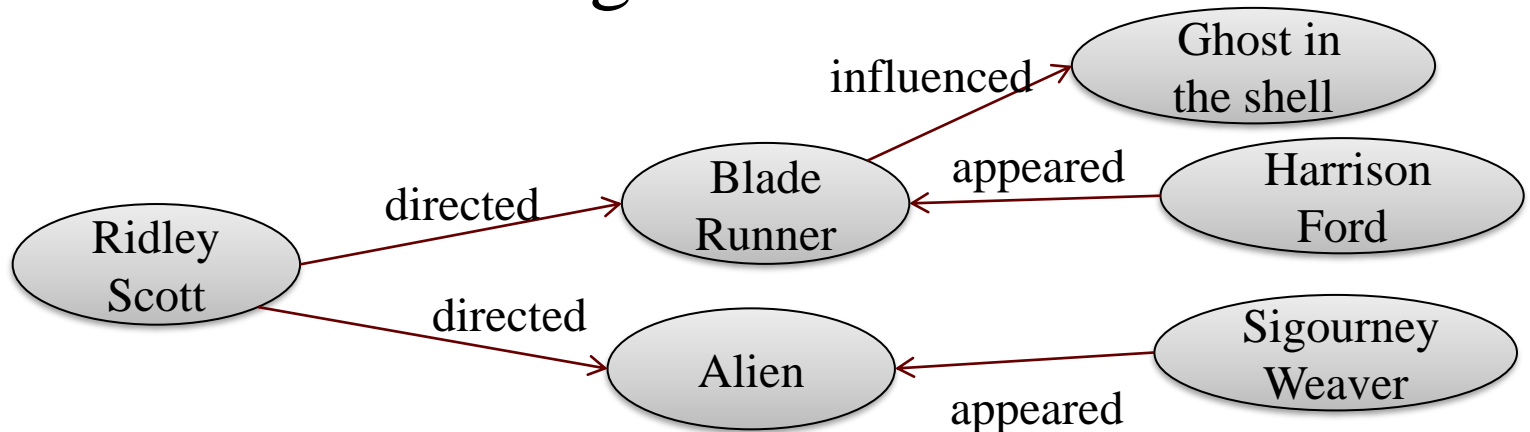 Ghost in
the shell
influenced
Blade
Runner
appeared
Harrison
Ford
directed
Ridley
Scott
directed
Alien
Sigourney
Weaver
appeared